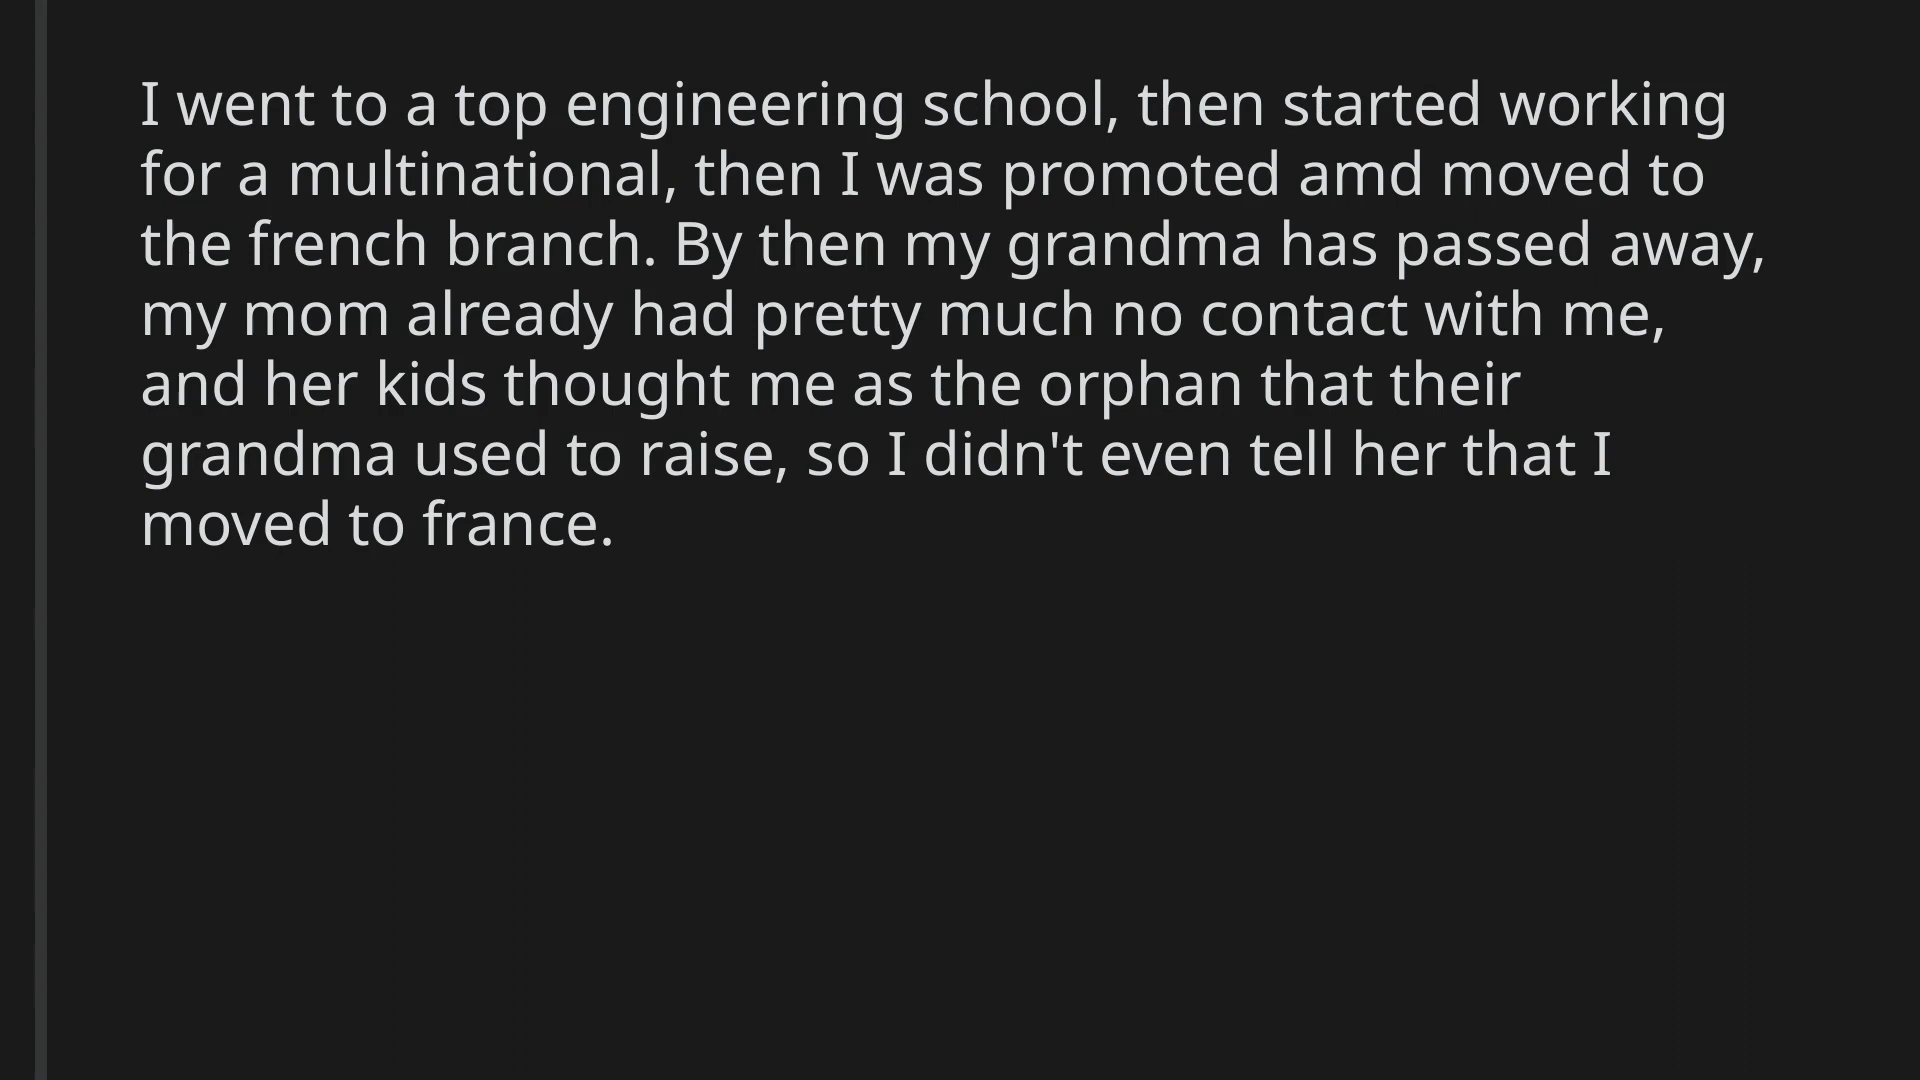 I went to a top engineering school, then started working
for a multinational, then I was promoted amd moved to
the french branch. By then my grandma has passed away,
my mom already had pretty much no contact with me,
and her kids thought me as the orphan that their
grandma used to raise, so I didn't even tell her that I
moved to france.